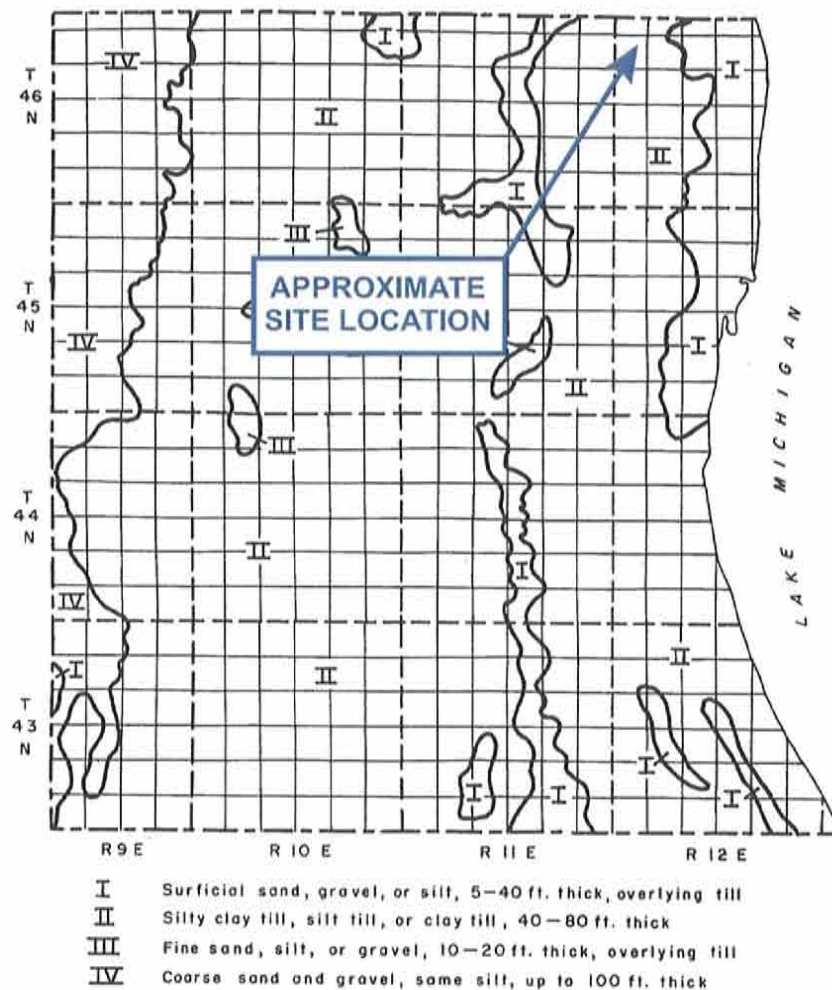 I
IV
I
T
46
N
II
II
I
III
APPROXIMATE
SITE LOCATION
T
45
N
IV
I
II
III
LAKE MICHIGAN
T
44
N
II
I
IV
II
I
II
T
43
N
I
I
I
I
R 9 E
R 10 E
R 11 E
R 12 E
I Surficial sand, gravel, or silt, 5-40 ft. thick, overlying till
II Silty clay till, silt till, or clay till, 40-80 ft. thick
III Fine sand, silt, or gravel, 10-20 ft. thick, overlying till
IV Coarse sand and gravel, same silt, up to 100 ft. thick